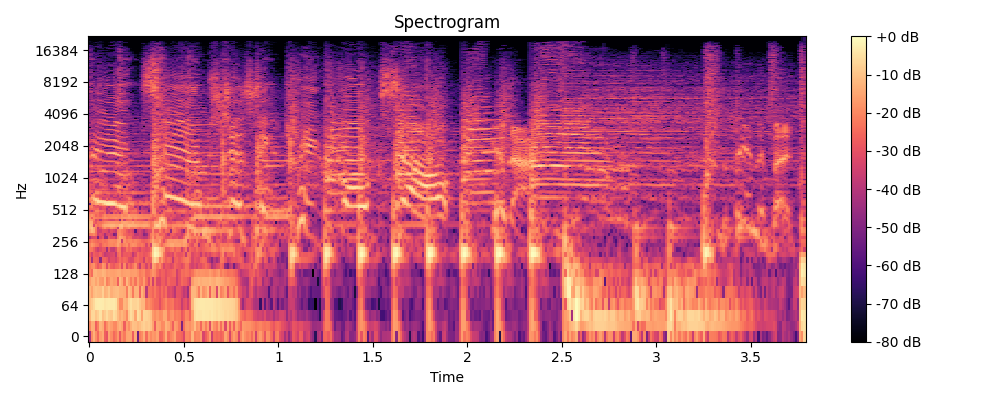 Spectrogram
16384
8192
4096
2048
1024
512
256
128
64
0
Hz
0 0.5 1 1.5 2 2.5 3 3.5
Time
+0 dB
-10 dB
-20 dB
-30 dB
-40 dB
-50 dB
-60 dB
-70 dB
-80 dB